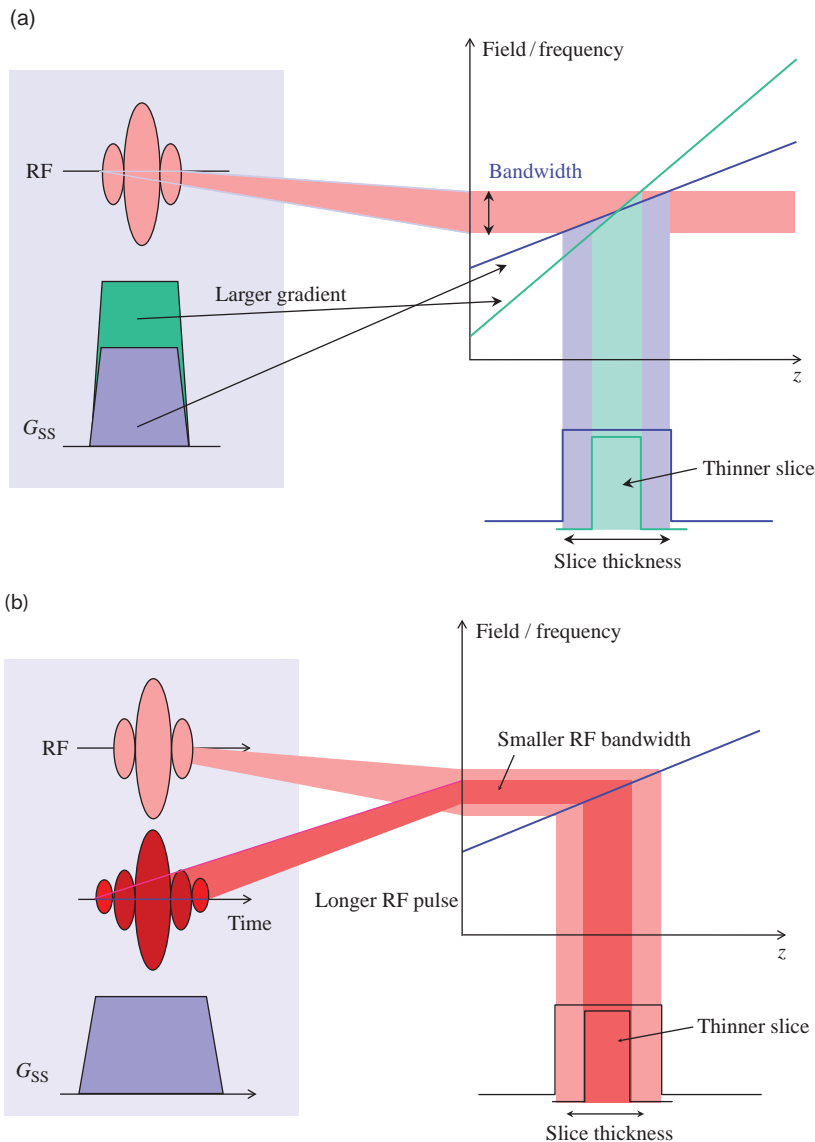 (a)
Field / frequency
RF
Bandwidth
Larger gradient
z
G_SS
Thinner slice
Slice thickness
(b)
Field / frequency
RF
Smaller RF bandwidth
Time
Longer RF pulse
z
G_SS
Thinner slice
Slice thickness